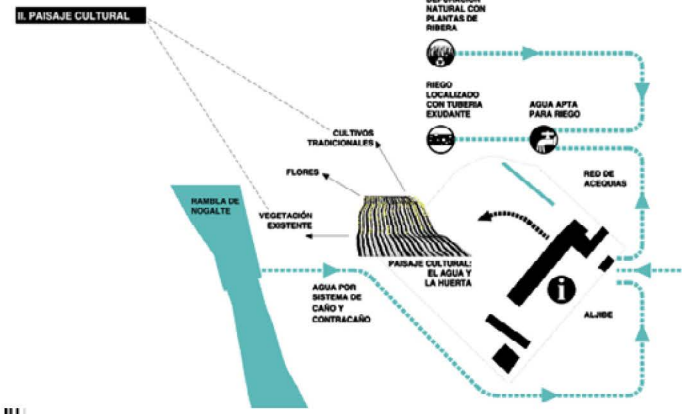 II. PAISAJE CULTURAL
DEPURACIÓN
NATURAL CON
PLANTAS DE
RIBERA
RIEGO
LOCALIZADO
CON TUBERIA
EXUDANTE
AGUA APTA
PARA RIEGO
CULTIVOS
TRADICIONALES
FLORES
RED DE
ACEQUIAS
RAMBLA DE
NOGALTE
VEGETACIÓN
EXISTENTE
PAISAJE CULTURAL:
EL AGUA Y
LA HUERTA
i
AGUA POR
SISTEMA DE
CAÑO Y
CONTRACAÑO
ALJIBE